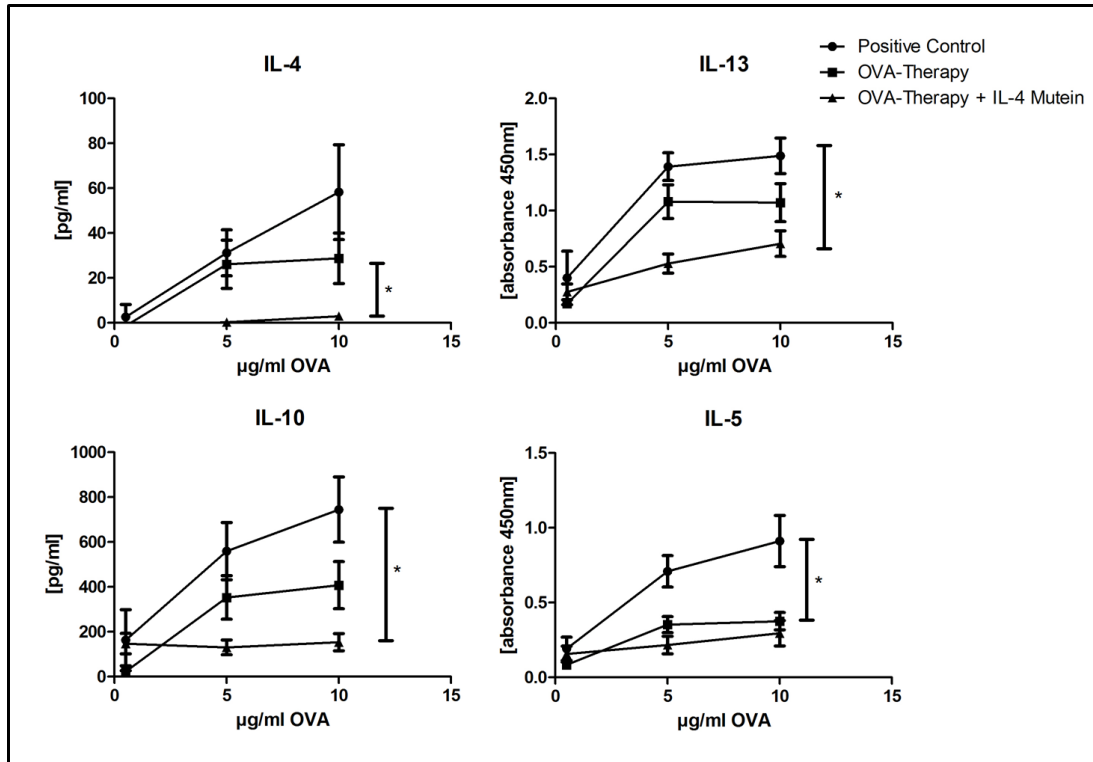 Positive Control
OVA-Therapy
OVA-Therapy + IL-4 Mutein
IL-4
[pg/ml]
100
80
60
40
20
0
*
0 5 10 15
µg/ml OVA
IL-13
[absorbance 450nm]
2.0
1.5
1.0
0.5
0.0
*
0 5 10 15
µg/ml OVA
IL-10
[pg/ml]
1000
800
600
400
200
0
*
0 5 10 15
µg/ml OVA
IL-5
[absorbance 450nm]
1.5
1.0
0.5
0.0
*
0 5 10 15
µg/ml OVA